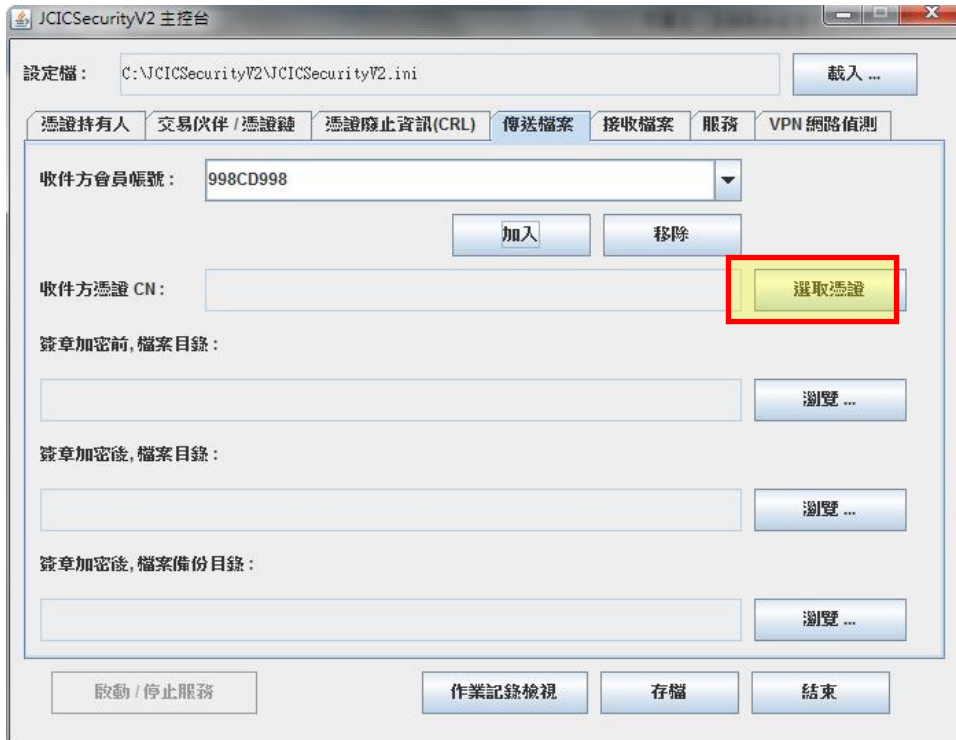 JCICSecurityV2 主控台
設定檔： C:\JCICSecurityV2\JCICSecurityV2.ini 載入 ...
憑證持有人 交易伙伴 / 憑證鏈 憑證廢止資訊(CRL) 傳送檔案 接收檔案 服務 VPN 網路偵測
收件方會員帳號： 998CD998
加入 移除
收件方憑證 CN： 選取憑證
簽章加密前，檔案目錄：
瀏覽 ...
簽章加密後，檔案目錄：
瀏覽 ...
簽章加密後，檔案備份目錄：
瀏覽 ...
啟動 / 停止服務 作業記錄檢視 存檔 結束